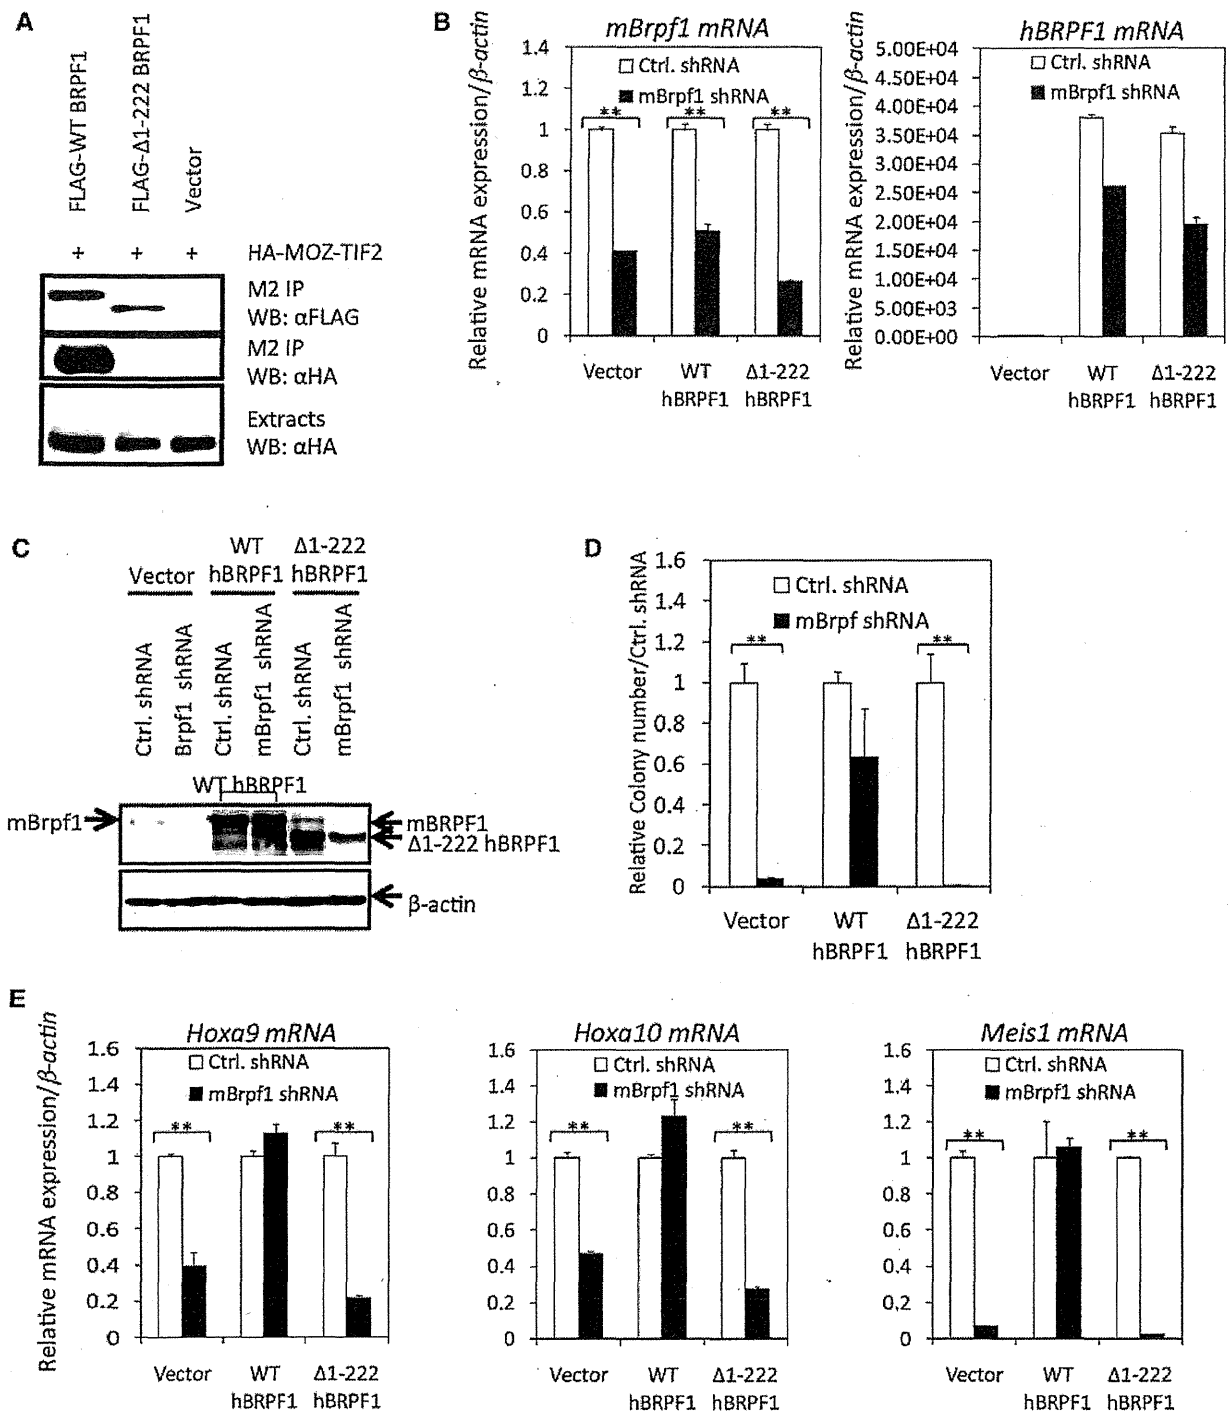 A
FLAG-WT BRPF1
FLAG-Δ1-222 BRPF1
Vector
+ + + HA-MOZ-TIF2
M2 IP
WB: αFLAG
M2 IP
WB: αHA
Extracts
WB: αHA
B
mBrpf1 mRNA
Relative mRNA expression/β-actin
1.4
1.2
1
0.8
0.6
0.4
0.2
0
Ctrl. shRNA
mBrpf1 shRNA
** ** **
Vector
WT hBRPF1
Δ1-222 hBRPF1
hBRPF1 mRNA
Relative mRNA expression/β-actin
5.00E+04
4.50E+04
4.00E+04
3.50E+04
3.00E+04
2.50E+04
2.00E+04
1.50E+04
1.00E+04
5.00E+03
0.00E+00
Ctrl. shRNA
mBrpf1 shRNA
Vector
WT hBRPF1
Δ1-222 hBRPF1
C
Vector
WT hBRPF1
Δ1-222 hBRPF1
Ctrl. shRNA
Brpf1 shRNA
Ctrl. shRNA
mBrpf1 shRNA
Ctrl. shRNA
mBrpf1 shRNA
WT hBRPF1
mBrpf1
mBRPF1
Δ1-222 hBRPF1
β-actin
D
Relative Colony number/Ctrl. shRNA
1.6
1.4
1.2
1
0.8
0.6
0.4
0.2
0
Ctrl. shRNA
mBrpf shRNA
** **
Vector
WT hBRPF1
Δ1-222 hBRPF1
E
Hoxa9 mRNA
Relative mRNA expression/β-actin
1.6
1.4
1.2
1
0.8
0.6
0.4
0.2
0
Ctrl. shRNA
mBrpf1 shRNA
** **
Vector
WT hBRPF1
Δ1-222 hBRPF1
Hoxa10 mRNA
1.6
1.4
1.2
1
0.8
0.6
0.4
0.2
0
Ctrl. shRNA
mBrpf1 shRNA
** **
Vector
WT hBRPF1
Δ1-222 hBRPF1
Meis1 mRNA
1.6
1.4
1.2
1
0.8
0.6
0.4
0.2
0
Ctrl. shRNA
mBrpf1 shRNA
** **
Vector
WT hBRPF1
Δ1-222 hBRPF1